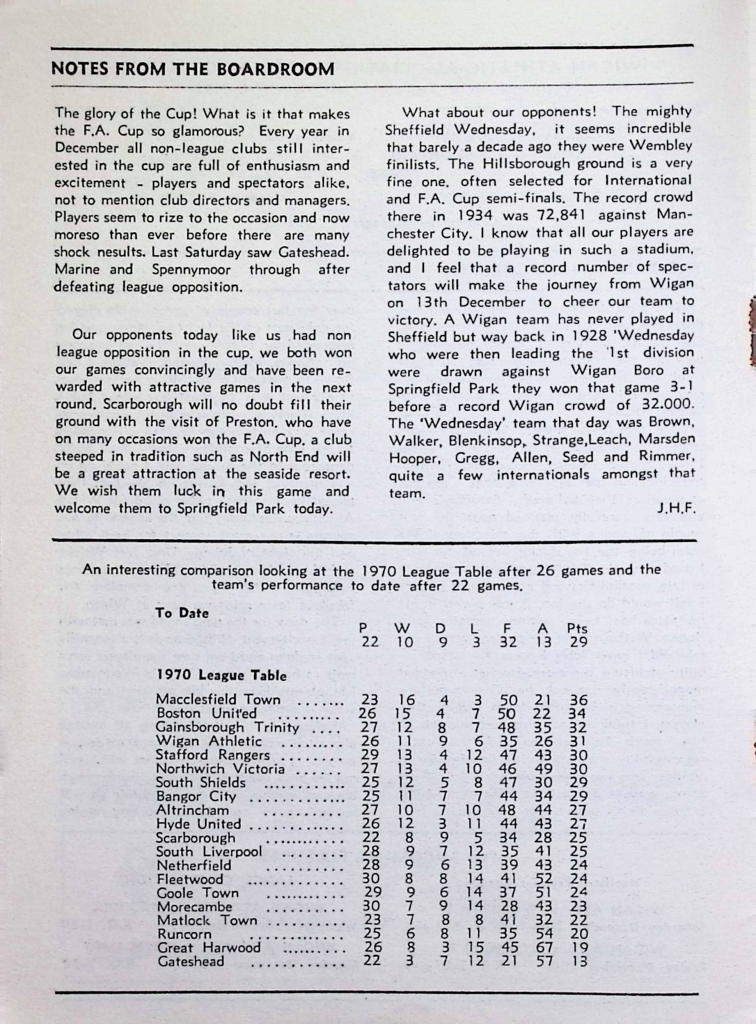 NOTES FROM THE BOARDROOM
The glory of the Cup! What is it that makes
the F.A. Cup so glamorous? Every year in
December all non-league clubs still inter-
ested in the cup are full of enthusiasm and
excitement - players and spectators alike,
not to mention club directors and managers.
Players seem to rize to the occasion and now
moreso than ever before there are many
shock nesults. Last Saturday saw Gateshead.
Marine and Spennymoor through after
defeating league opposition.
Our opponents today like us had non
league opposition in the cup. we both won
our games convincingly and have been re-
warded with attractive games in the next
round. Scarborough will no doubt fill their
ground with the visit of Preston. who have
on many occasions won the F.A. Cup. a club
steeped in tradition such as North End will
be a great attraction at the seaside resort.
We wish them luck in this game and
welcome them to Springfield Park today.
What about our opponents! The mighty
Sheffield Wednesday, it seems incredible
that barely a decade ago they were Wembley
finilists. The Hillsborough ground is a very
fine one. often selected for International
and F.A. Cup semi-finals. The record crowd
there in 1934 was 72,841 against Man-
chester City. I know that all our players are
delighted to be playing in such a stadium,
and I feel that a record number of spec-
tators will make the journey from Wigan
on 13th December to cheer our team to
victory. A Wigan team has never played in
Sheffield but way back in 1928 'Wednesday
who were then leading the '1st division
were drawn against Wigan Boro at
Springfield Park they won that game 3-1
before a record Wigan crowd of 32.000.
The 'Wednesday' team that day was Brown,
Walker, Blenkinsop, Strange,Leach, Marsden
Hooper, Gregg, Allen, Seed and Rimmer,
quite a few internationals amongst that
team.
J.H.F.
An interesting comparison looking at the 1970 League Table after 26 games and the
team's performance to date after 22 games.
To Date
P W D L F A Pts
22 10 9 3 32 13 29
1970 League Table
Macclesfield Town ....... 23 16 4 3 50 21 36
Boston United ......... 26 15 4 7 50 22 34
Gainsborough Trinity .... 27 12 8 7 48 35 32
Wigan Athletic ......... 26 11 9 6 35 26 31
Stafford Rangers ........ 29 13 4 12 47 43 30
Northwich Victoria ...... 27 13 4 10 46 49 30
South Shields ............ 25 12 5 8 47 30 29
Bangor City ............. 25 11 7 7 44 34 29
Altrincham ............. 27 10 7 10 48 44 27
Hyde United ............. 26 12 3 11 44 43 27
Scarborough ............ 22 8 9 5 34 28 25
South Liverpool ........ 28 9 7 12 35 41 25
Netherfield ............ 28 9 6 13 39 43 24
Fleetwood ............ 30 8 8 14 41 52 24
Goole Town ........... 29 9 6 14 37 51 24
Morecambe ............ 30 7 9 14 28 43 23
Matlock Town ......... 23 7 8 8 41 32 22
Runcorn ............. 25 6 8 11 35 54 20
Great Harwood .......... 26 8 3 15 45 67 19
Gateshead ............ 22 3 7 12 21 57 13